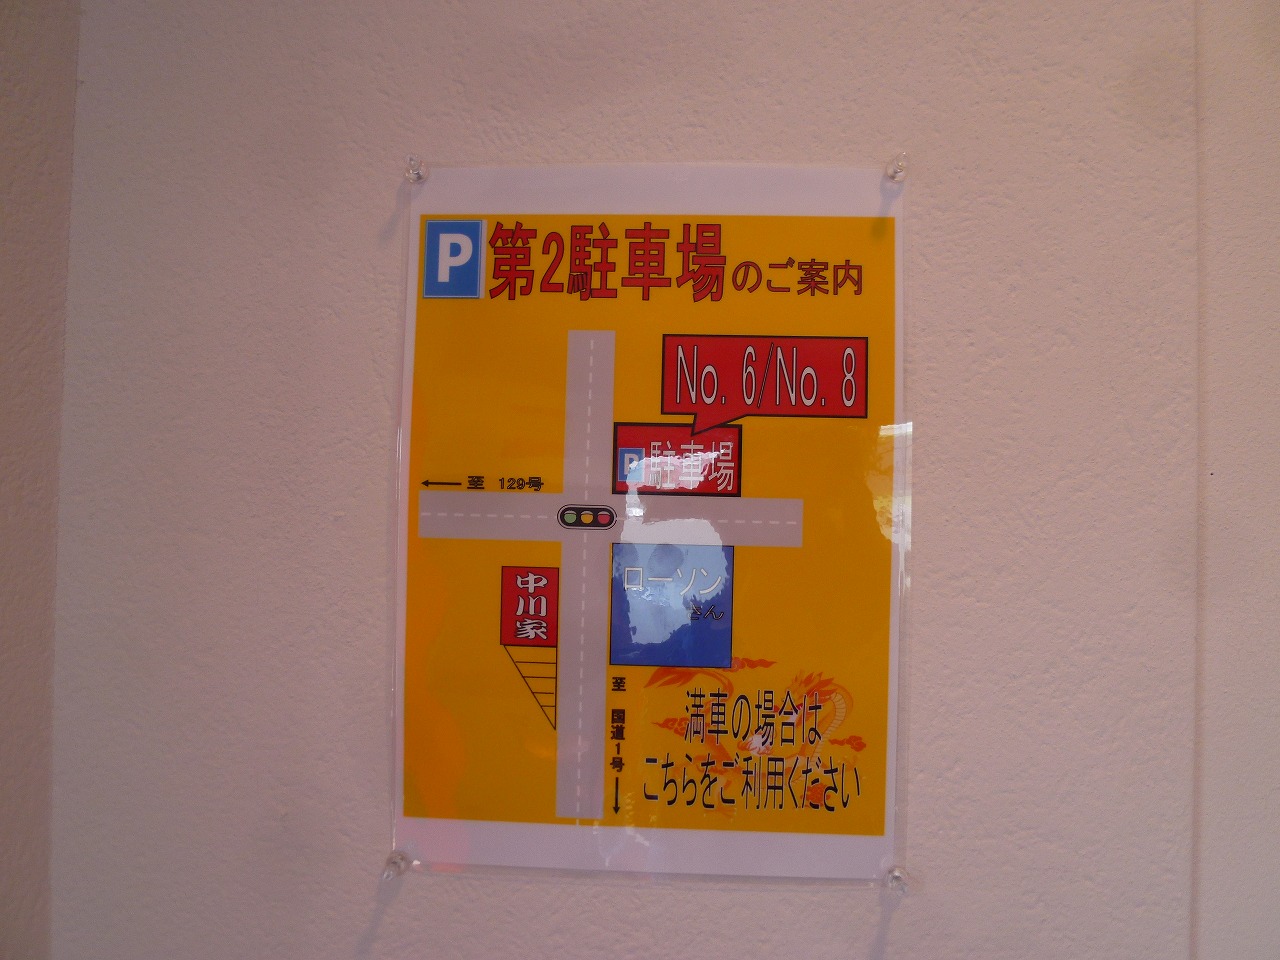 P 第2駐車場のご案内
No. 6/No. 8
P 駐車場
至 129号
中川家
ローソン
さん
至 国道1号
満車の場合は
こちらをご利用ください